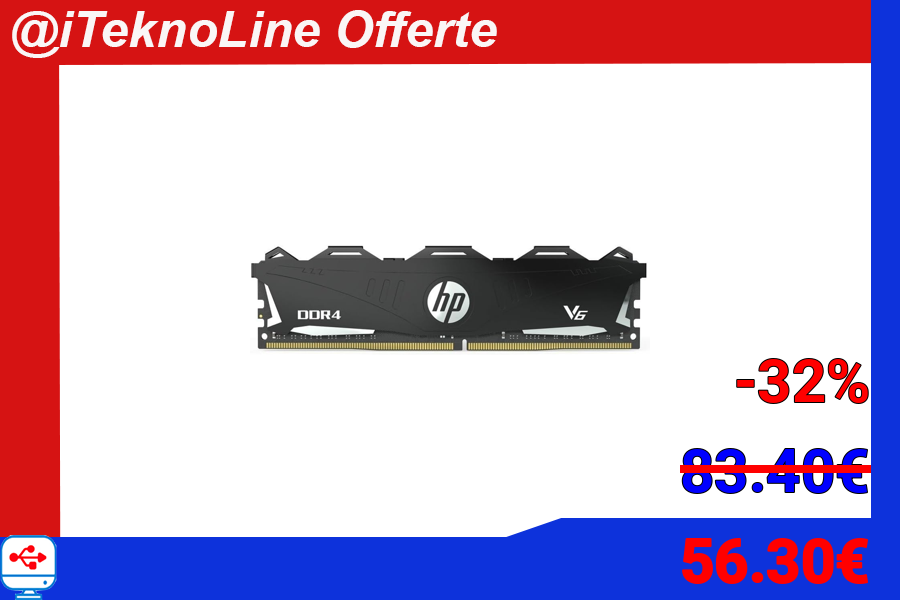 @iTeknoLine Offerte
hp
DDR4
V6
-32%
83.40€
56.30€